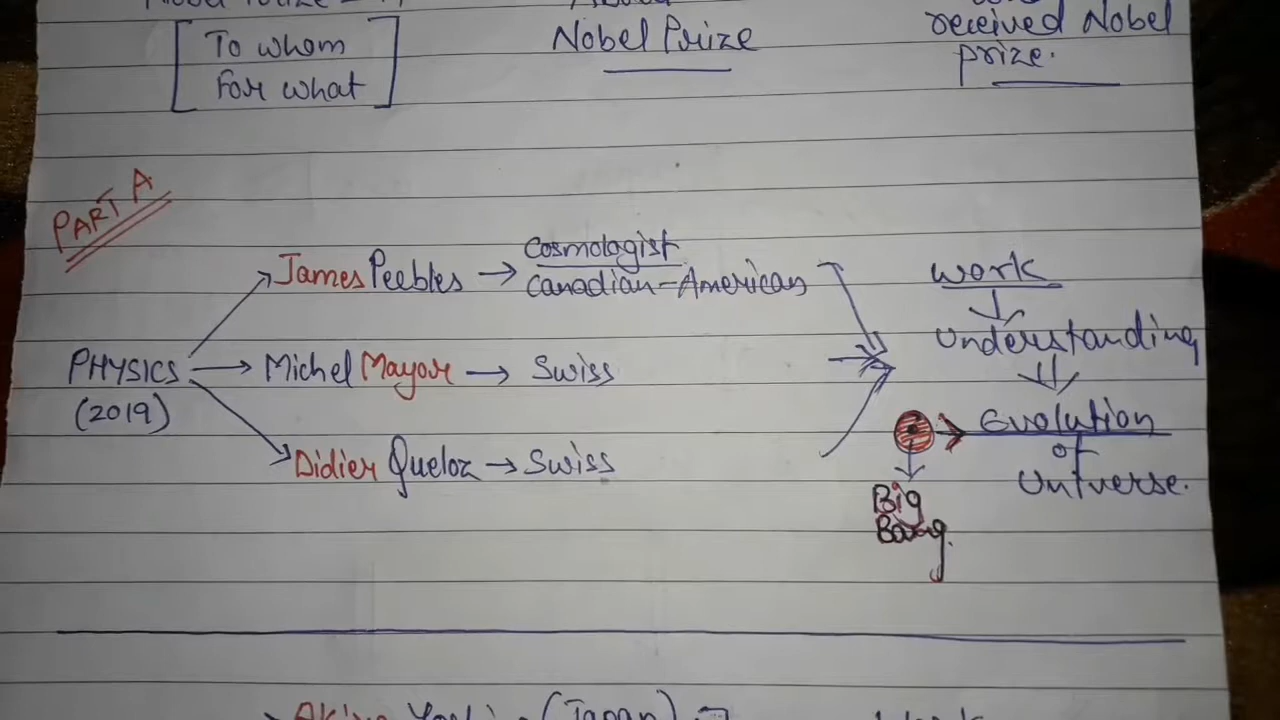 To whom
For what
Nobel Prize
received Nobel
prize.
PART A
PHYSICS
(2019)
James Peebles → Cosmologist
Canadian-American
Michel Mayor → Swiss
Didier Queloz → Swiss
Work
Understanding
Evolution
of
Universe.
Big
Bang.
(Japan)